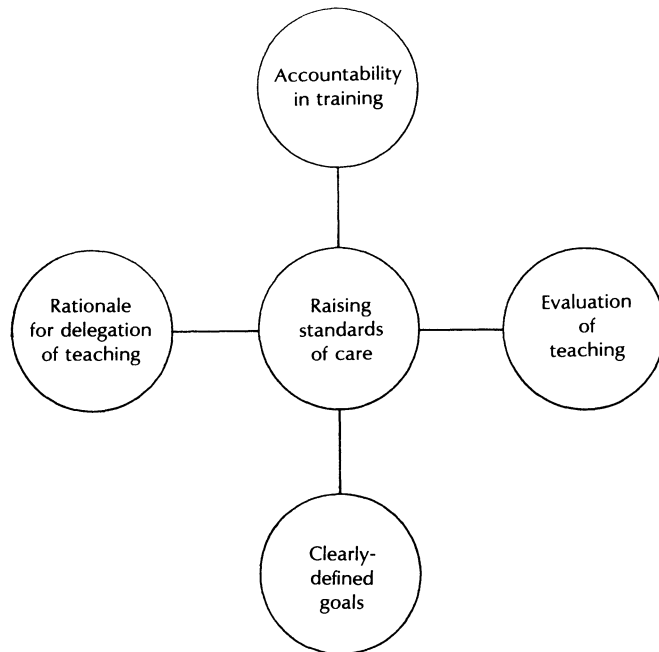 Accountability
in training
Rationale
for delegation
of teaching
Raising
standards
of care
Evaluation
of
teaching
Clearly-
defined
goals